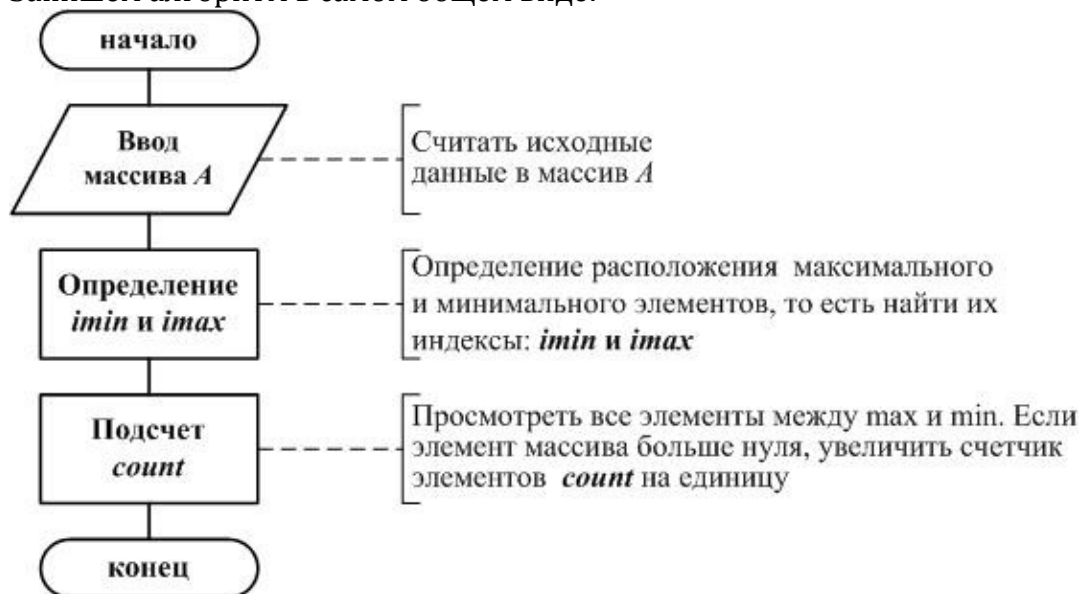 Запишем алгоритм в самом общем виде:
начало
Ввод
массива A
Считать исходные
данные в массив A
Определение
imin и imax
Определение расположения максимального
и минимального элементов, то есть найти их
индексы: imin и imax
Подсчет
count
Просмотреть все элементы между max и min. Если
элемент массива больше нуля, увеличить счетчик
элементов count на единицу
конец